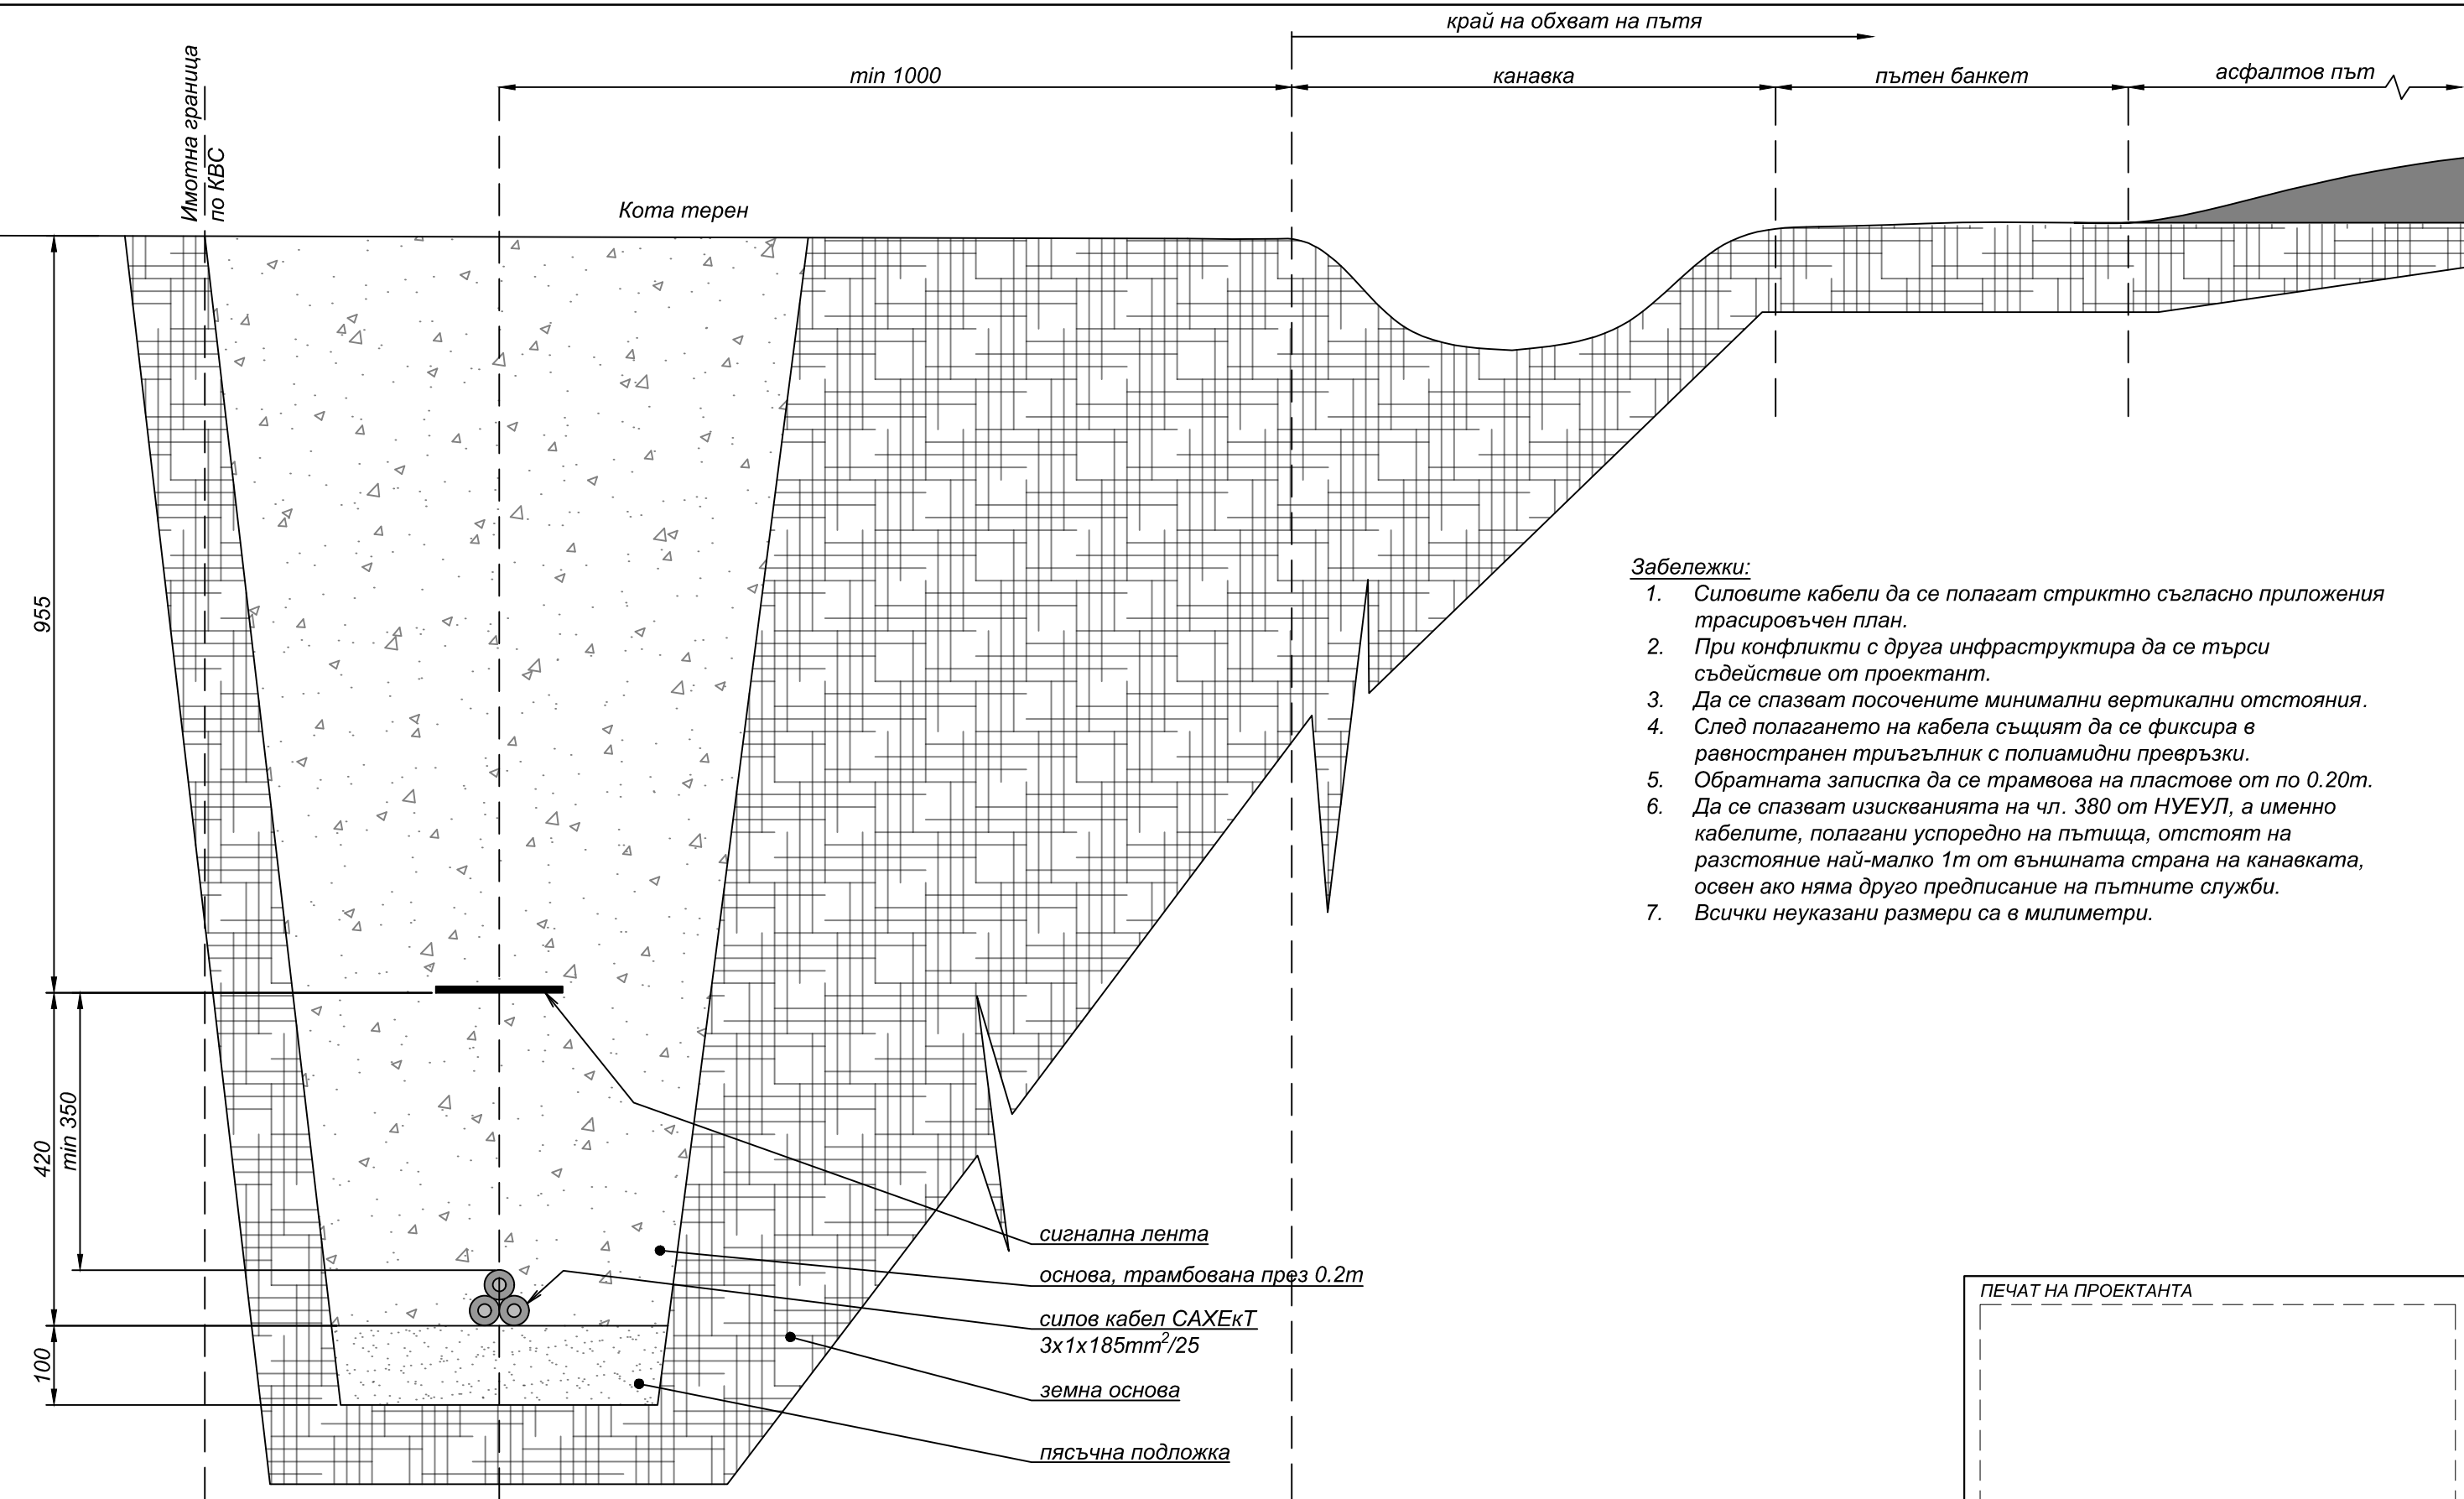 край на обхват на пътя
min 1000
канавка
пътен банкет
асфалтов път
Имотна граница
по КВС
Кота терен
955
420
min 350
100
Забележки:
1. Силовите кабели да се полагат стриктно съгласно приложения
трасировъчен план.
2. При конфликти с друга инфраструктира да се търси
съдействие от проектант.
3. Да се спазват посочените минимални вертикални отстояния.
4. След полагането на кабела същият да се фиксира в
равностранен триъгълник с полиамидни превръзки.
5. Обратната записпка да се трамвова на пластове от по 0.20m.
6. Да се спазват изискванията на чл. 380 от НУЕУЛ, а именно
кабелите, полагани успоредно на пътища, отстоят на
разстояние най-малко 1m от външната страна на канавката,
освен ако няма друго предписание на пътните служби.
7. Всички неуказани размери са в милиметри.
сигнална лента
основа, трамбована през 0.2m
силов кабел САХЕкТ
3x1x185mm²/25
земна основа
пясъчна подложка
ПЕЧАТ НА ПРОЕКТАНТА